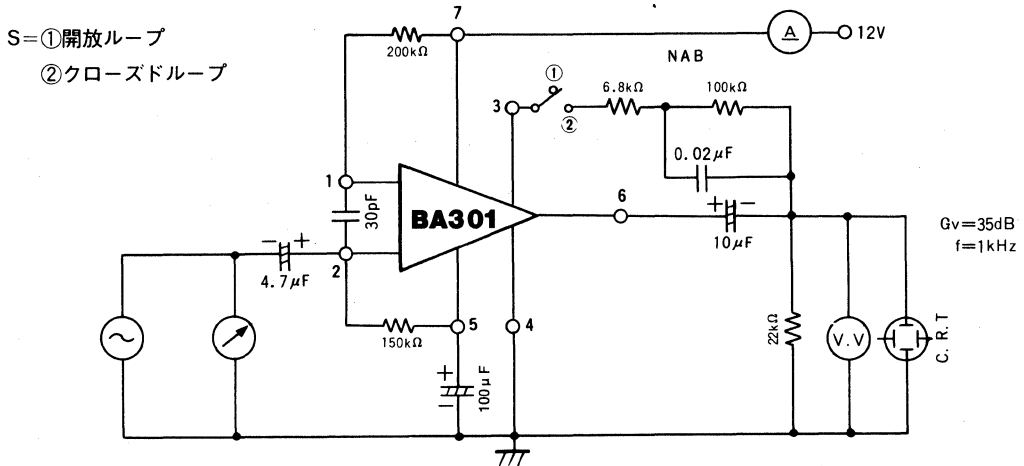 S=①開放ループ
②クローズドループ
7
200kΩ
A
12V
NAB
①
3
②
6.8kΩ
100kΩ
0.02μF
1
30pF
BA301
6
+ −
10μF
Gv=35dB
f=1kHz
− +
4.7μF
2
150kΩ
5
4
+
−
100μF
22kΩ
V.V
C.R.T